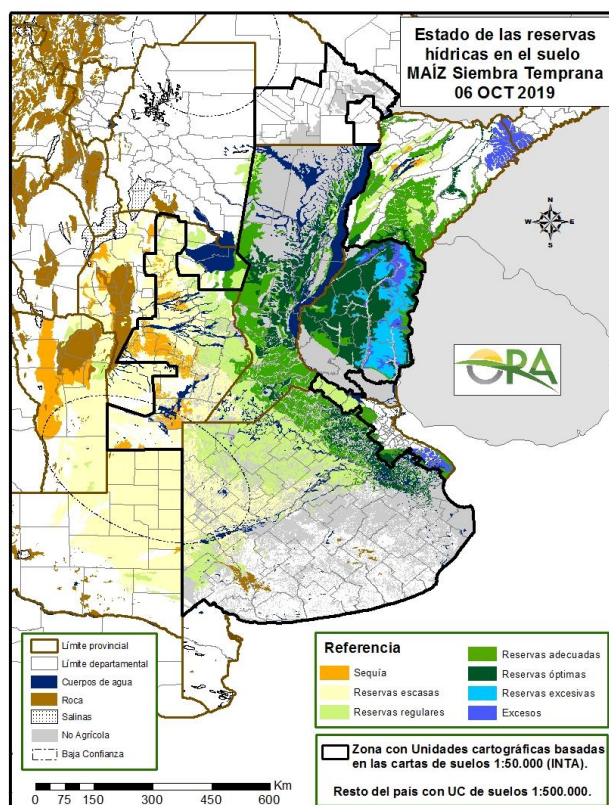 Estado de las reservas
hídricas en el suelo
MAÍZ Siembra Temprana
06 OCT 2019
N
W
E
S
ORA
Límite provincial
Límite departamental
Cuerpos de agua
Roca
Salinas
No Agrícola
Baja Confianza
Referencia
Sequía
Reservas escasas
Reservas regulares
Reservas adecuadas
Reservas óptimas
Reservas excesivas
Excesos
Zona con Unidades cartográficas basadas
en las cartas de suelos 1:50.000 (INTA).
Resto del país con UC de suelos 1:500.000.
Km
0 75 150 300 450 600